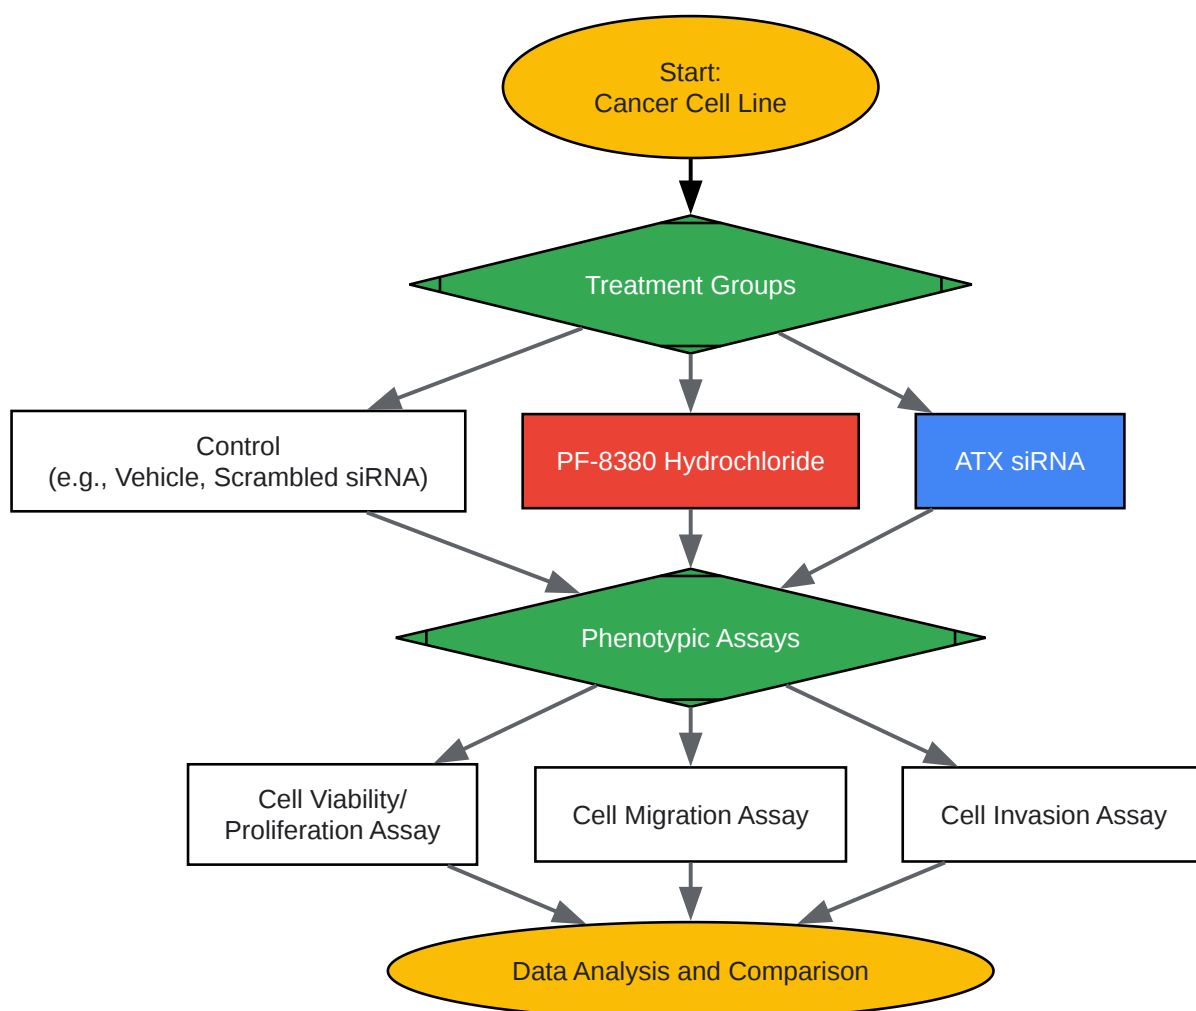 Start:
Cancer Cell Line
Treatment Groups
Control
(e.g., Vehicle, Scrambled siRNA)
PF-8380 Hydrochloride
ATX siRNA
Phenotypic Assays
Cell Viability/
Proliferation Assay
Cell Migration Assay
Cell Invasion Assay
Data Analysis and Comparison